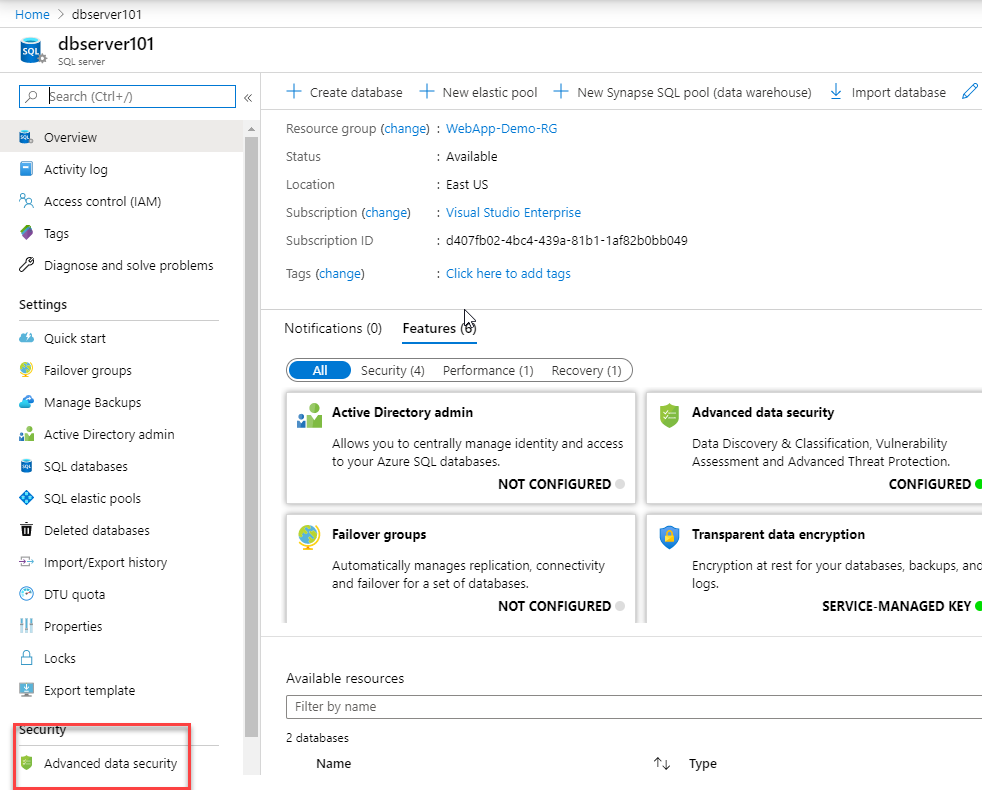 Home > dbserver101
dbserver101
SQL
SQL server
Search (Ctrl+/)
«
Overview
Activity log
Access control (IAM)
Tags
Diagnose and solve problems
Settings
Quick start
Failover groups
Manage Backups
Active Directory admin
SQL databases
SQL elastic pools
Deleted databases
Import/Export history
DTU quota
Properties
Locks
Export template
Security
Advanced data security
Create database
New elastic pool
New Synapse SQL pool (data warehouse)
Import database
Resource group (change) : WebApp-Demo-RG
Status : Available
Location : East US
Subscription (change) : Visual Studio Enterprise
Subscription ID : d407fb02-4bc4-439a-81b1-1af82b0bb049
Tags (change) : Click here to add tags
Notifications (0) Features (6)
All Security (4) Performance (1) Recovery (1)
Active Directory admin
Allows you to centrally manage identity and access
to your Azure SQL databases.
NOT CONFIGURED
Advanced data security
Data Discovery & Classification, Vulnerability
Assessment and Advanced Threat Protection.
CONFIGURED
Failover groups
Automatically manages replication, connectivity
and failover for a set of databases.
NOT CONFIGURED
Transparent data encryption
Encryption at rest for your databases, backups, and
logs.
SERVICE-MANAGED KEY
Available resources
Filter by name
2 databases
Name Type